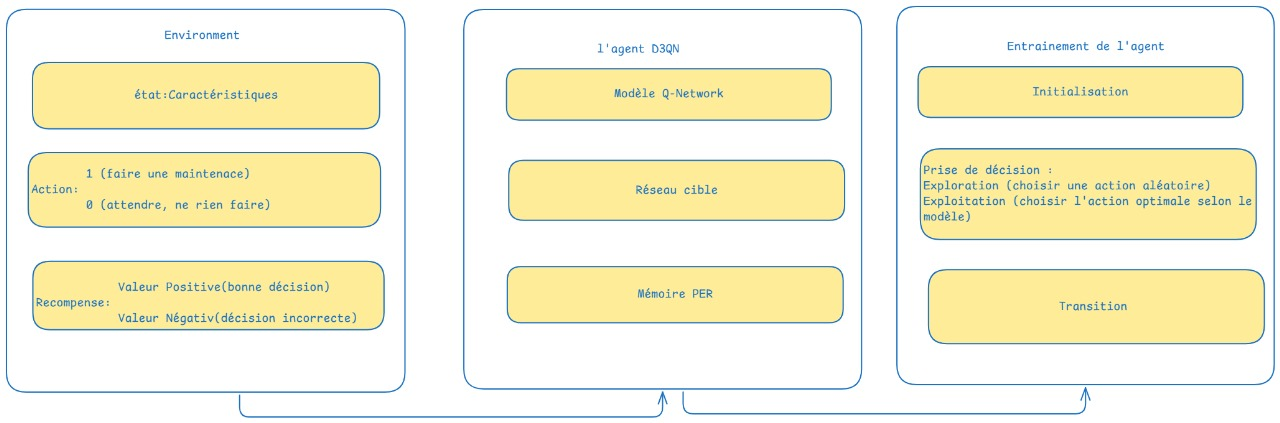 Environment
état:Caractéristiques
1 (faire une maintenace)
Action:
0 (attendre, ne rien faire)
Valeur Positive(bonne décision)
Recompense:
Valeur Négativ(décision incorrecte)
l'agent D3QN
Modèle Q-Network
Réseau cible
Mémoire PER
Entrainement de l'agent
Initialisation
Prise de décision :
Exploration (choisir une action aléatoire)
Exploitation (choisir l'action optimale selon le
modèle)
Transition